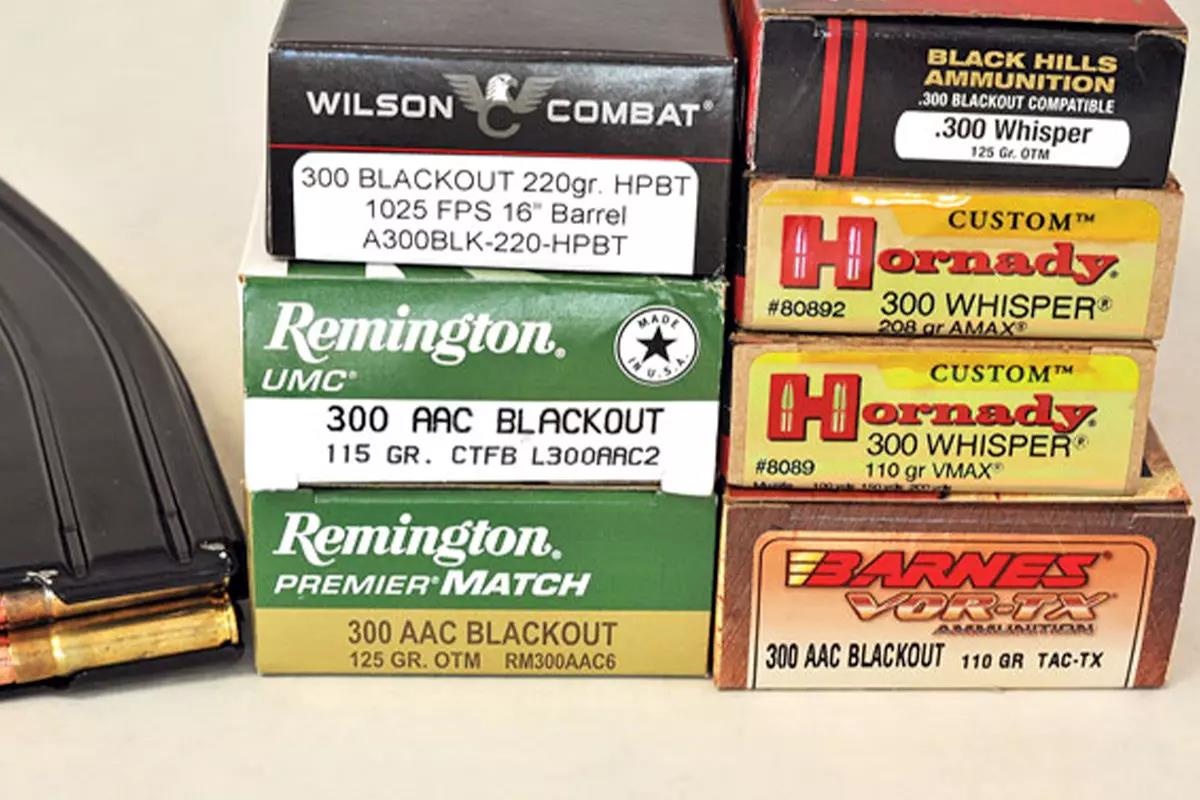 WILSON COMBAT®
300 BLACKOUT 220gr. HPBT
1025 FPS 16" Barrel
A300BLK-220-HPBT
Remington®
UMC®
MADE
IN U.S.A.
300 AAC BLACKOUT
115 GR. CTFB L300AAC2
Remington®
PREMIER® MATCH
300 AAC BLACKOUT
125 GR. OTM RM300AAC6
BLACK HILLS
AMMUNITION
.300 BLACKOUT COMPATIBLE
.300 Whisper
125 Gr. OTM
CUSTOM™
Hornady®
#80892 300 WHISPER®
208 gr AMAX®
CUSTOM™
Hornady®
300 WHISPER®
#8089 110 gr VMAX®
BARNES®
VOR-TX
AMMUNITION
300 AAC BLACKOUT 110 GR TAC-TX